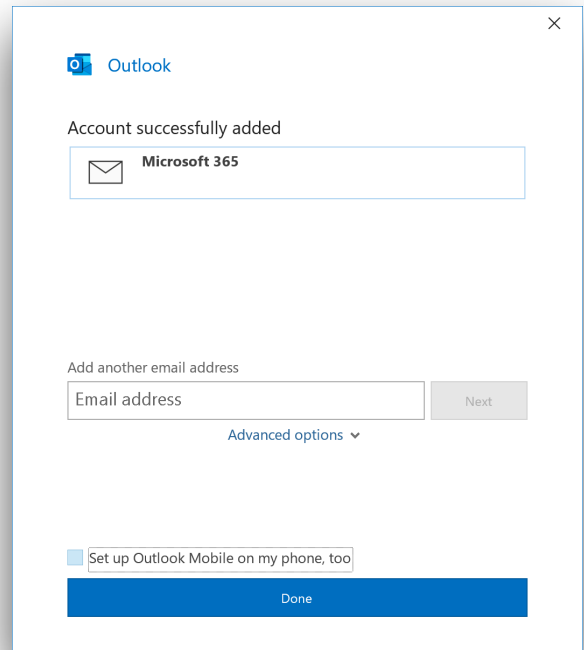 Outlook
Account successfully added
Microsoft 365
Add another email address
Email address
Next
Advanced options
Set up Outlook Mobile on my phone, too
Done